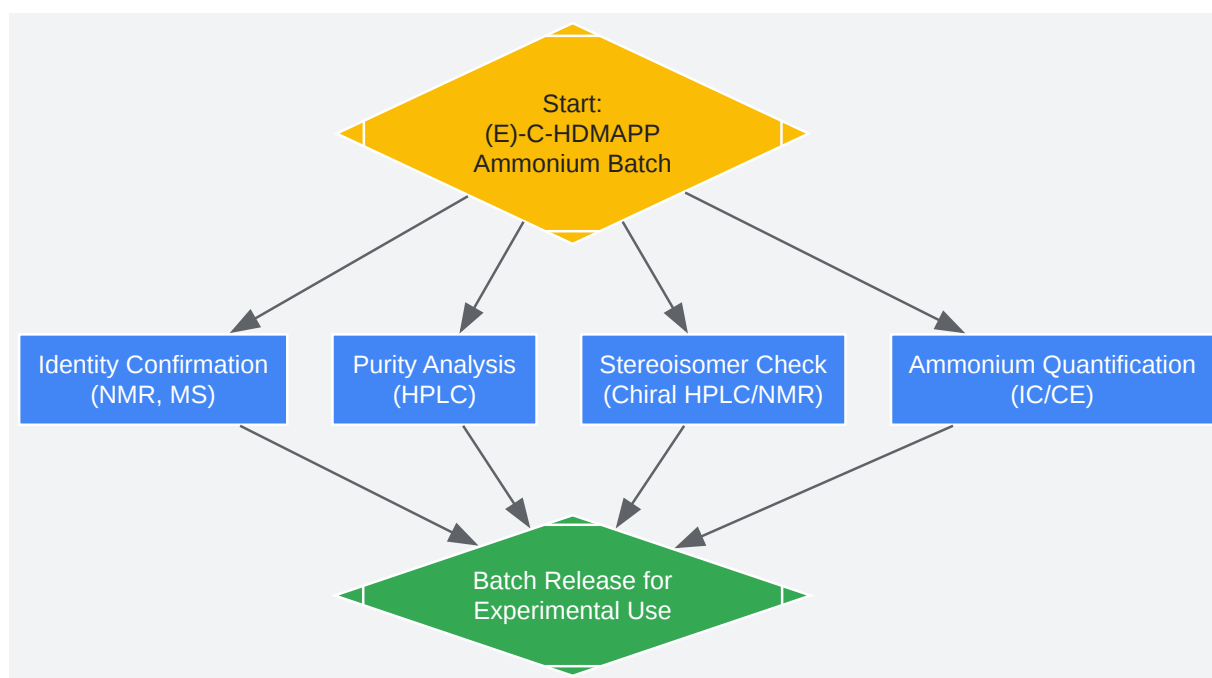 Start:
(E)-C-HDMAPP
Ammonium Batch
Identity Confirmation
(NMR, MS)
Purity Analysis
(HPLC)
Stereoisomer Check
(Chiral HPLC/NMR)
Ammonium Quantification
(IC/CE)
Batch Release for
Experimental Use